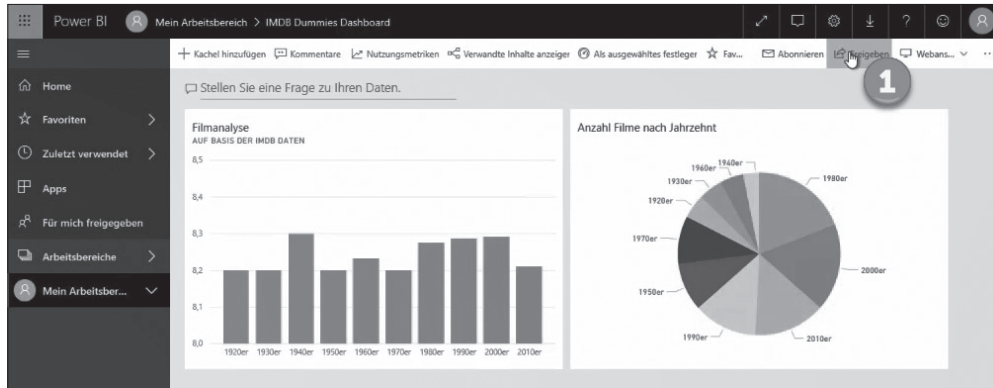 Power BI
Mein Arbeitsbereich > IMDB Dummies Dashboard
Kachel hinzufügen Kommentare Nutzungsmetriken Verwandte Inhalte anzeigen Als ausgewähltes festlegen Fav... Abonnieren Freigeben Webans... ...
1
Home
Favoriten
Zuletzt verwendet
Apps
Für mich freigegeben
Arbeitsbereiche
Mein Arbeitsber...
Stellen Sie eine Frage zu Ihren Daten.
Filmanalyse
AUF BASIS DER IMDB DATEN
8,5
8,4
8,3
8,2
8,1
8,0
1920er 1930er 1940er 1950er 1960er 1970er 1980er 1990er 2000er 2010er
Anzahl Filme nach Jahrzehnt
1940er
1960er
1980er
1930er
1920er
1970er
2000er
1950er
1990er
2010er